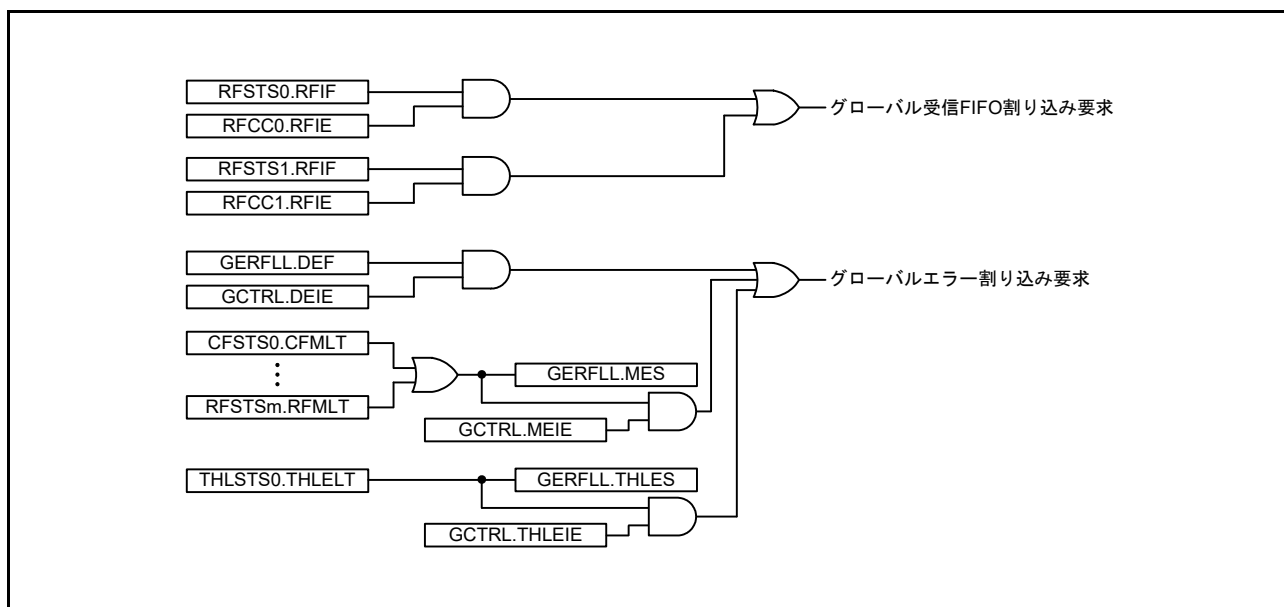 RFSTS0.RFIF
RFCC0.RFIE
グローバル受信FIFO割り込み要求
RFSTS1.RFIF
RFCC1.RFIE
GERFLL.DEF
GCTRL.DEIE
グローバルエラー割り込み要求
CFSTS0.CFMLT
RFSTSm.RFMLT
GERFLL.MES
GCTRL.MEIE
THLSTS0.THLELT
GERFLL.THLES
GCTRL.THLEIE